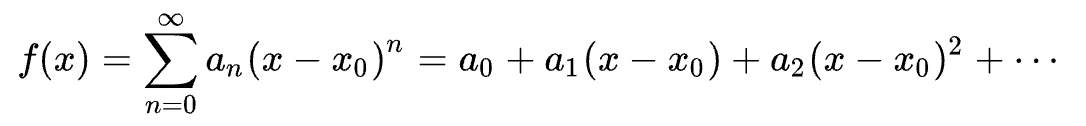 f(x) = ∑_{n=0}^{∞} a_n(x − x_0)^n = a_0 + a_1(x − x_0) + a_2(x − x_0)^2 + ⋯